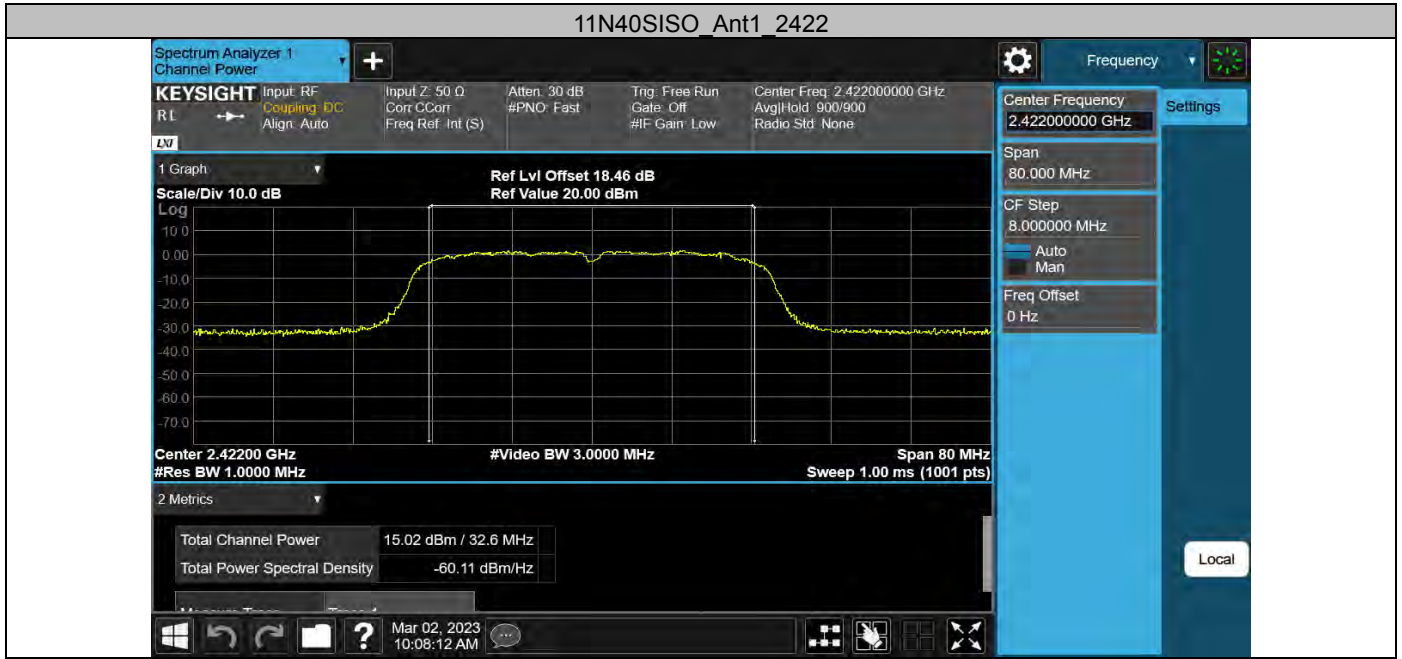 11N40SISO_Ant1_2422
Spectrum Analyzer 1
Channel Power
Frequency
KEYSIGHT
RL
LXI
Input: RF
Coupling: DC
Align: Auto
Input Z: 50 Ω
Corr CCorr
Freq Ref: Int (S)
Atten: 30 dB
#PNO: Fast
Trig: Free Run
Gate: Off
#IF Gain: Low
Center Freq: 2.422000000 GHz
Avg|Hold: 900/900
Radio Std: None
Center Frequency
2.422000000 GHz
Settings
Span
80.000 MHz
CF Step
8.000000 MHz
Auto
Man
Freq Offset
0 Hz
1 Graph
Ref Lvl Offset 18.46 dB
Scale/Div 10.0 dB
Ref Value 20.00 dBm
Log
10.0
0.00
-10.0
-20.0
-30.0
-40.0
-50.0
-60.0
-70.0
Center 2.42200 GHz
#Video BW 3.0000 MHz
Span 80 MHz
#Res BW 1.0000 MHz
Sweep 1.00 ms (1001 pts)
2 Metrics
Total Channel Power 15.02 dBm / 32.6 MHz
Total Power Spectral Density -60.11 dBm/Hz
Local
?
Mar 02, 2023
10:08:12 AM